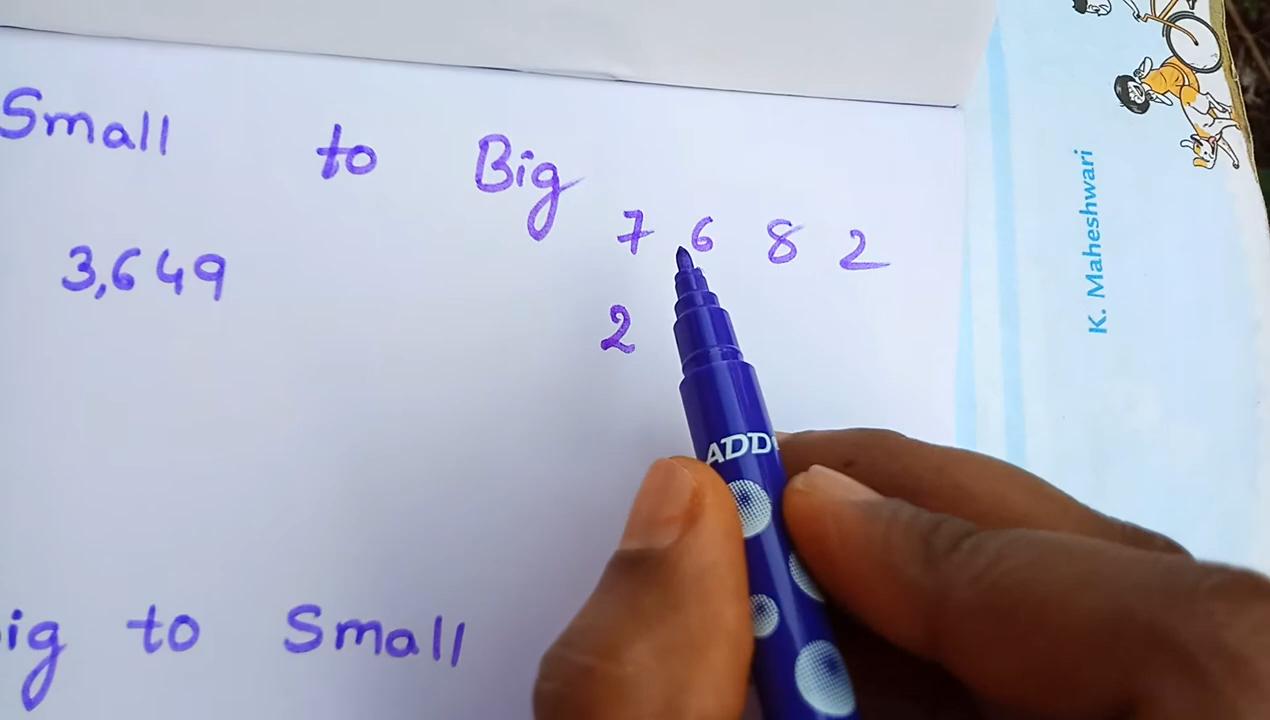 Small to Big
7 6 8 2
3,649
2
ig to Small
ADD
K. Maheshwari